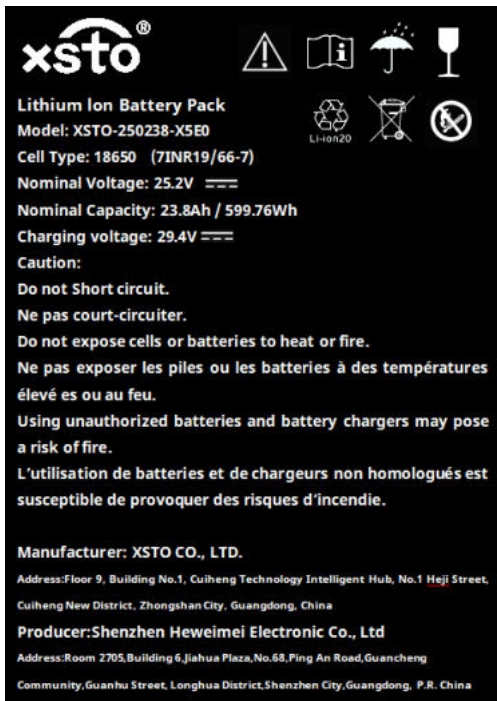 xsto®
Lithium lon Battery Pack
Li-ion20
Model: XSTO-250238-X5E0
Cell Type: 18650 (7INR19/66-7)
Nominal Voltage: 25.2V
Nominal Capacity: 23.8Ah / 599.76Wh
Charging voltage: 29.4V
Caution:
Do not Short circuit.
Ne pas court-circuiter.
Do not expose cells or batteries to heat or fire.
Ne pas exposer les piles ou les batteries à des températures
élevé es ou au feu.
Using unauthorized batteries and battery chargers may pose
a risk of fire.
L’utilisation de batteries et de chargeurs non homologués est
susceptible de provoquer des risques d’incendie.
Manufacturer: XSTO CO., LTD.
Address:Floor 9, Building No.1, Cuiheng Technology Intelligent Hub, No.1 Heji Street,
Cuiheng New District, Zhongshan City, Guangdong, China
Producer:Shenzhen Heweimei Electronic Co., Ltd
Address:Room 2705,Building 6,Jiahua Plaza,No.68,Ping An Road,Guancheng
Community,Guanhu Street, Longhua District,Shenzhen City,Guangdong, P.R. China